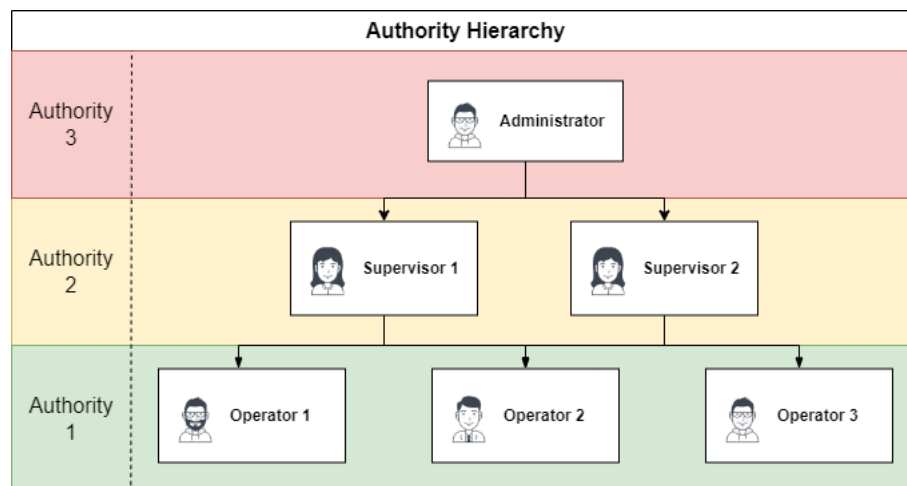 Authority Hierarchy
Authority
3
Administrator
Authority
2
Supervisor 1
Supervisor 2
Authority
1
Operator 1
Operator 2
Operator 3